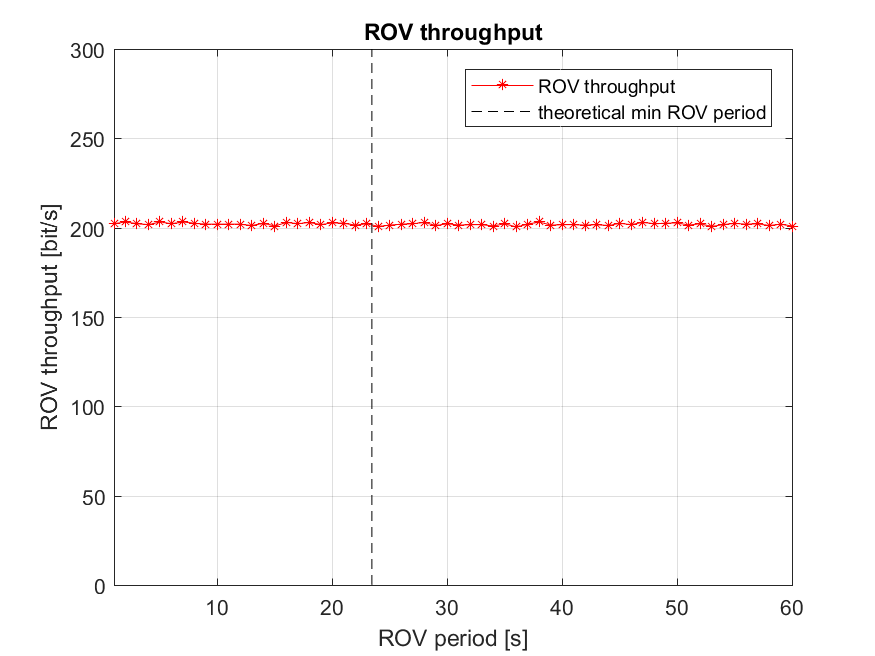 ROV throughput
300
250
200
150
100
50
0
ROV throughput [bit/s]
ROV throughput
theoretical min ROV period
10
20
30
40
50
60
ROV period [s]